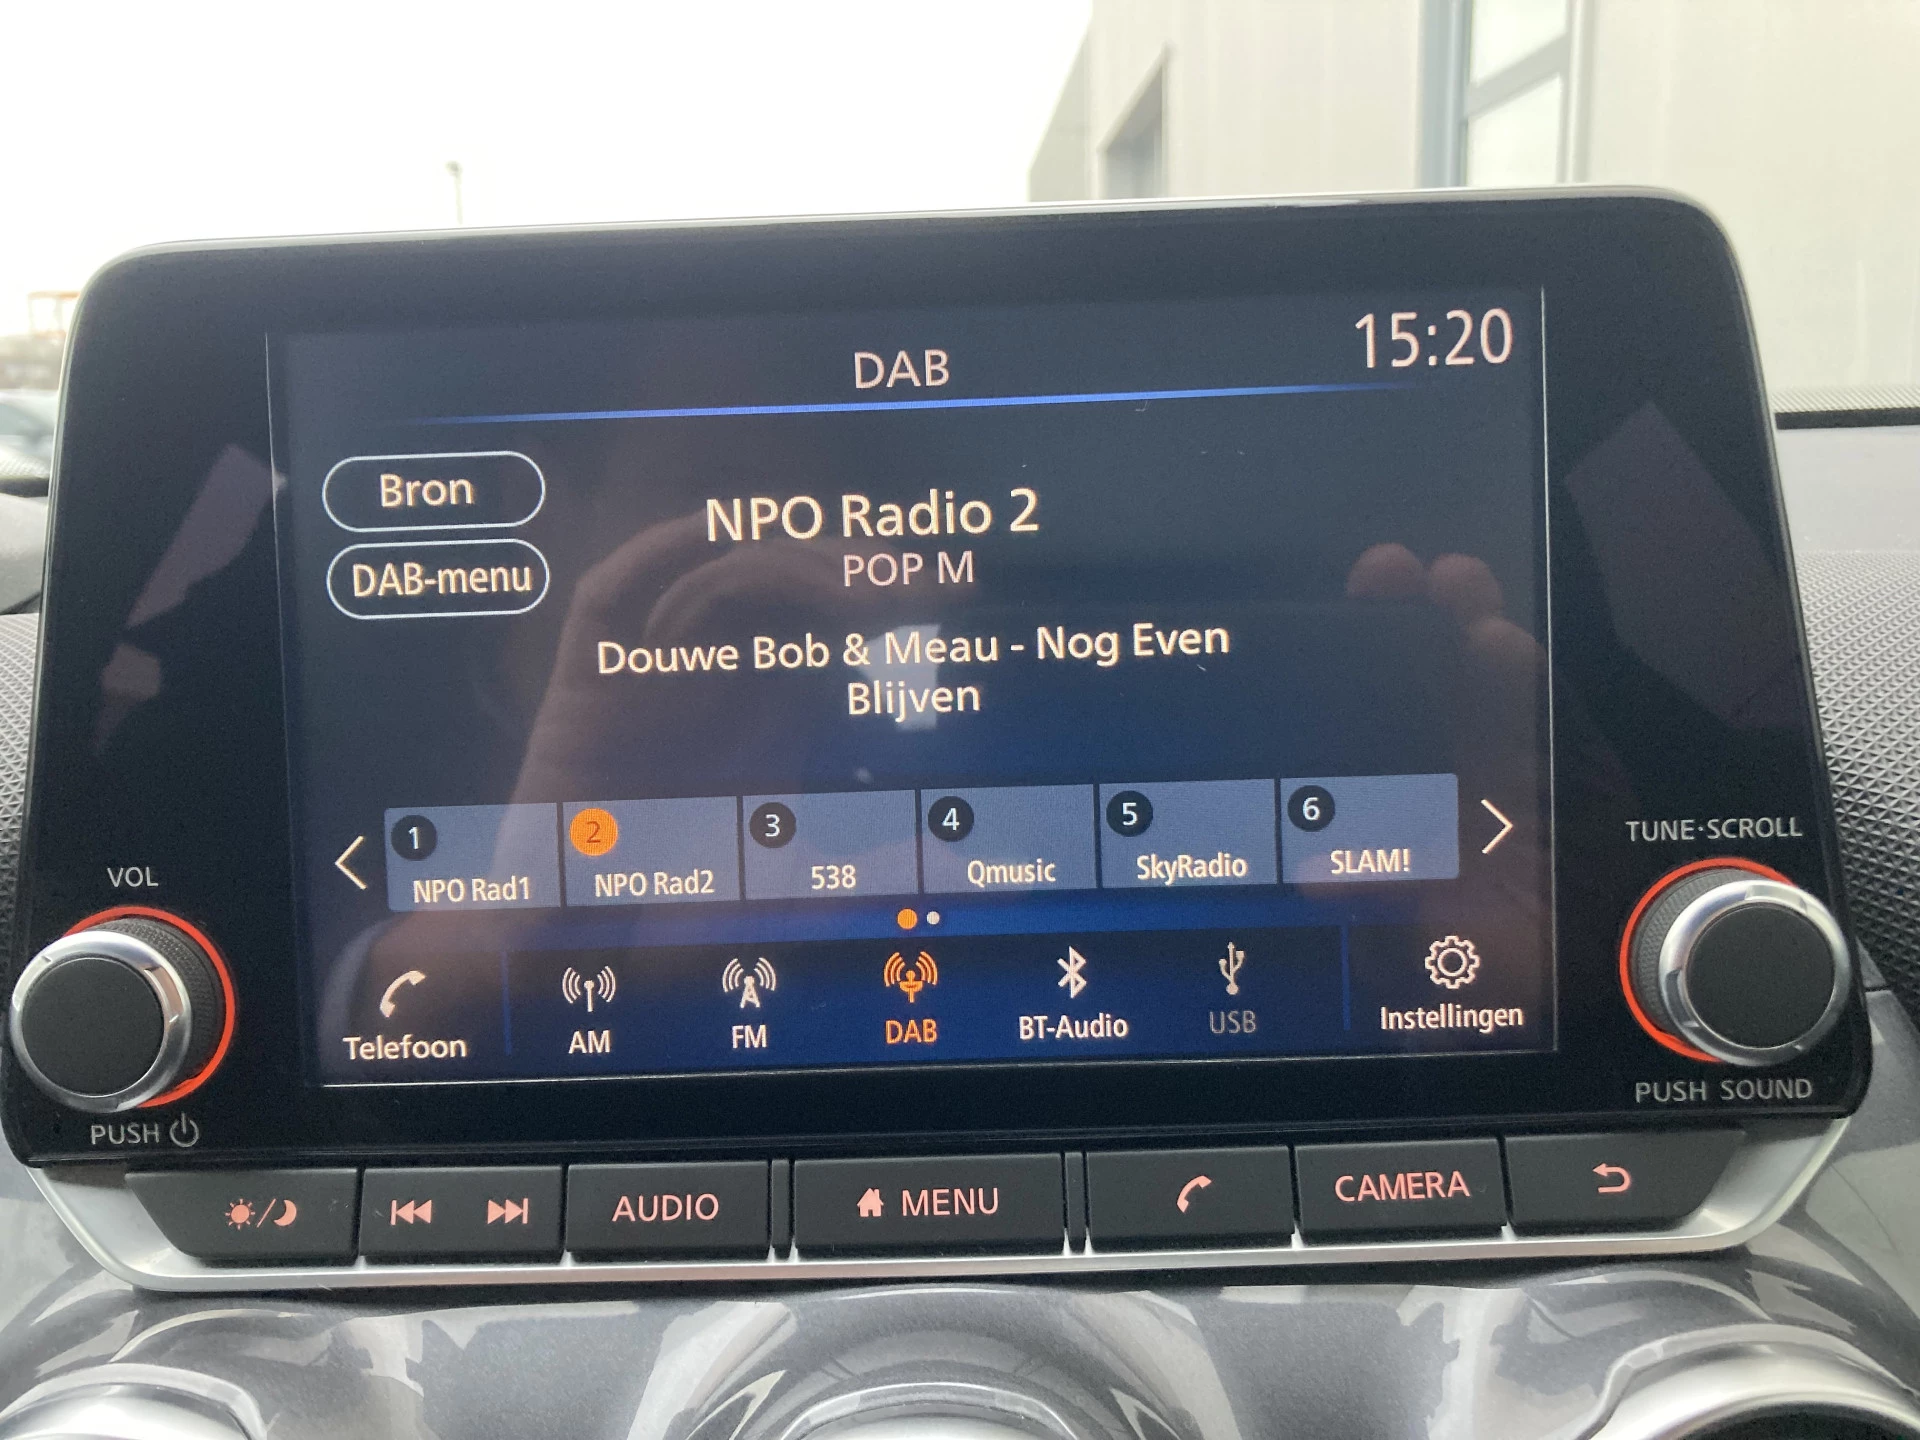 DAB
15:20
Bron
DAB-menu
NPO Radio 2
POP M
Douwe Bob & Meau - Nog Even
Blijven
1 NPO Rad1
2 NPO Rad2
3 538
4 Qmusic
5 SkyRadio
6 SLAM!
Telefoon
AM
FM
DAB
BT-Audio
USB
Instellingen
VOL
PUSH
TUNE·SCROLL
PUSH SOUND
AUDIO
MENU
CAMERA